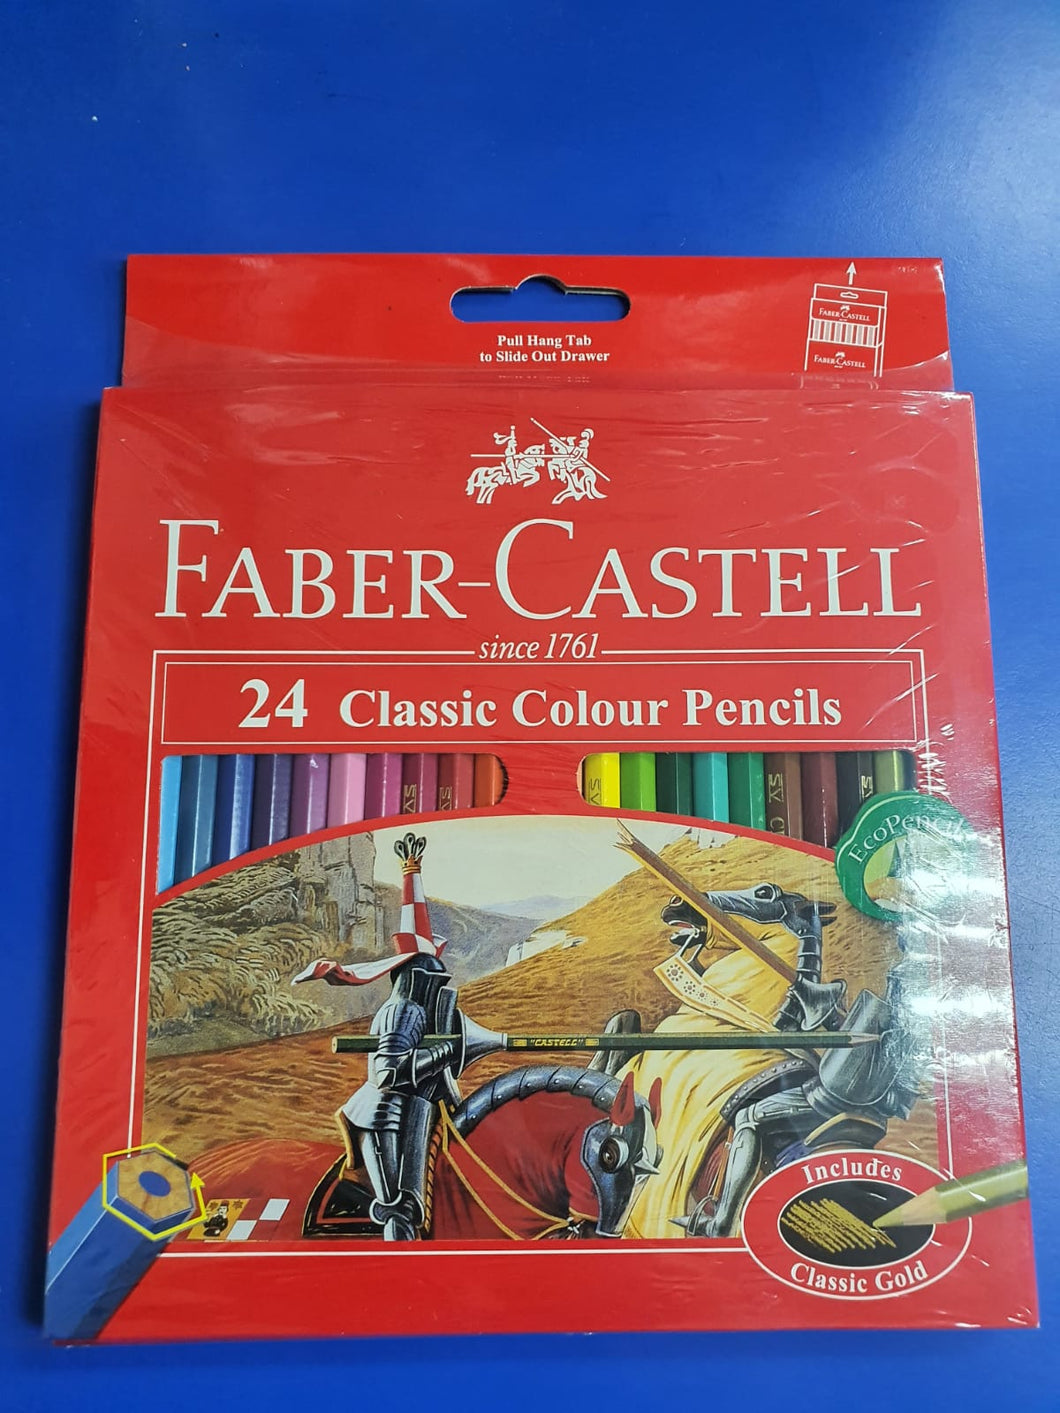 Pull Hang Tab
to Slide Out Drawer
FABER-CASTELL
FABER-CASTELL
FABER-CASTELL
since 1761
24 Classic Colour Pencils
EcoPencil
"CASTELL"
Includes
Classic Gold